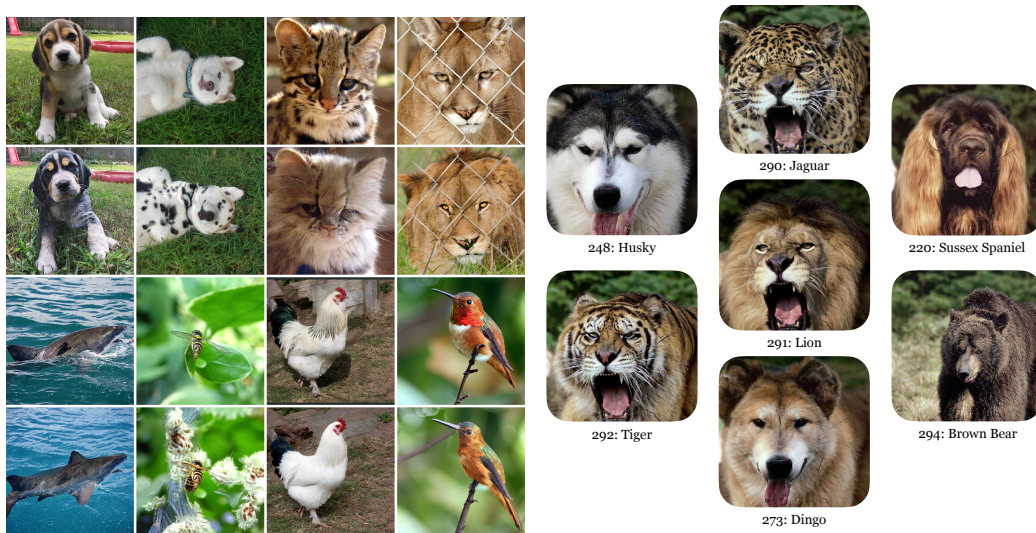 290: Jaguar
248: Husky
220: Sussex Spaniel
291: Lion
292: Tiger
294: Brown Bear
273: Dingo